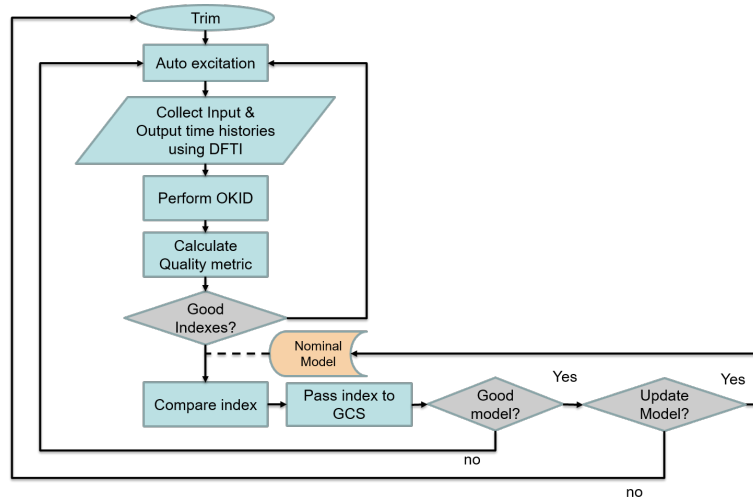 Trim
Auto excitation
Collect Input &
Output time histories
using DFTI
Perform OKID
Calculate
Quality metric
Good
Indexes?
Nominal
Model
Compare index
Pass index to
GCS
Good
model?
Yes
Update
Model?
Yes
no
no